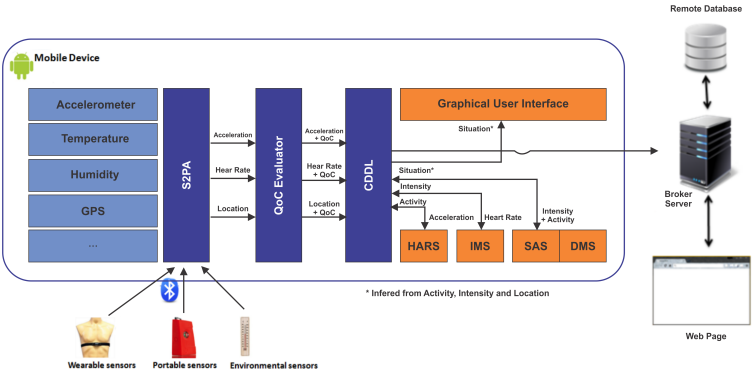 Remote Database
Mobile Device
Accelerometer
Temperature
Humidity
GPS
...
S2PA
Acceleration
Hear Rate
Location
QoC Evaluator
Acceleration
+ QoC
Hear Rate
+ QoC
Location
+ QoC
CDDL
Graphical User Interface
Situation*
Situation*
Intensity
Activity
Acceleration
Heart Rate
Intensity
+ Activity
HARS
IMS
SAS
DMS
Broker
Server
* Infered from Activity, Intensity and Location
Web Page
Wearable sensors
Portable sensors
Environmental sensors